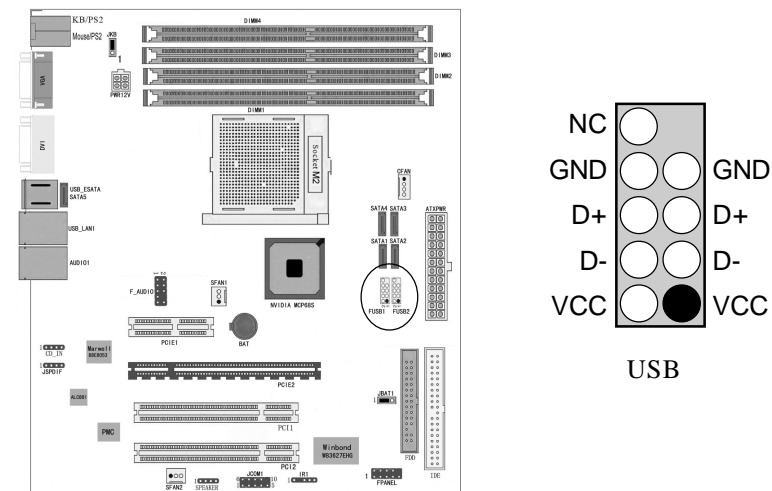 KB/PS2
Mouse/PS2
JKB
1
DIMM4
DIMM3
DIMM2
DIMM1
PWR12V
VGA
DVI
Socket M2
CFAN
USB_ESATA
SATA5
SATA4 SATA3
ATXPWR
USB_LAN1
SATA1 SATA2
AUDIO1
F_AUDIO
SFAN1
NVIDIA MCP68S
FUSB1
FUSB2
PCIE1
BAT
CD_IN
Marvell
88E8053
JSPDIF
PCIE2
JBAT1
1
ALC861
PCI1
PMC
Winbond
W83627EHG
PCI2
FDD
IDE
SFAN2
SPEAKER
JCOM1
IR1
FPANEL
1
NC
GND
GND
D+
D+
D-
D-
VCC
VCC
USB